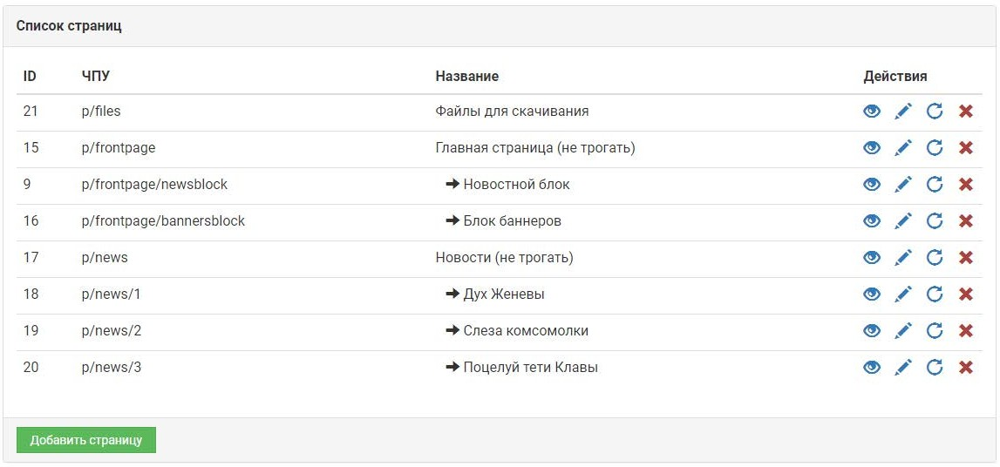 Список страниц
ID ЧПУ Название Действия
21 p/files Файлы для скачивания
15 p/frontpage Главная страница (не трогать)
9 p/frontpage/newsblock Новостной блок
16 p/frontpage/bannersblock Блок баннеров
17 p/news Новости (не трогать)
18 p/news/1 Дух Женевы
19 p/news/2 Слеза комсомолки
20 p/news/3 Поцелуй тети Клавы
Добавить страницу